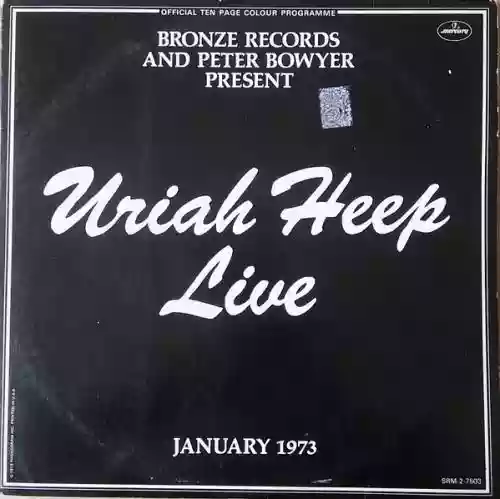 OFFICIAL TEN PAGE COLOUR PROGRAMME
mercury
BRONZE RECORDS
AND PETER BOWYER
PRESENT
Uriah Heep
Live
JANUARY 1973
SRM-2-7503